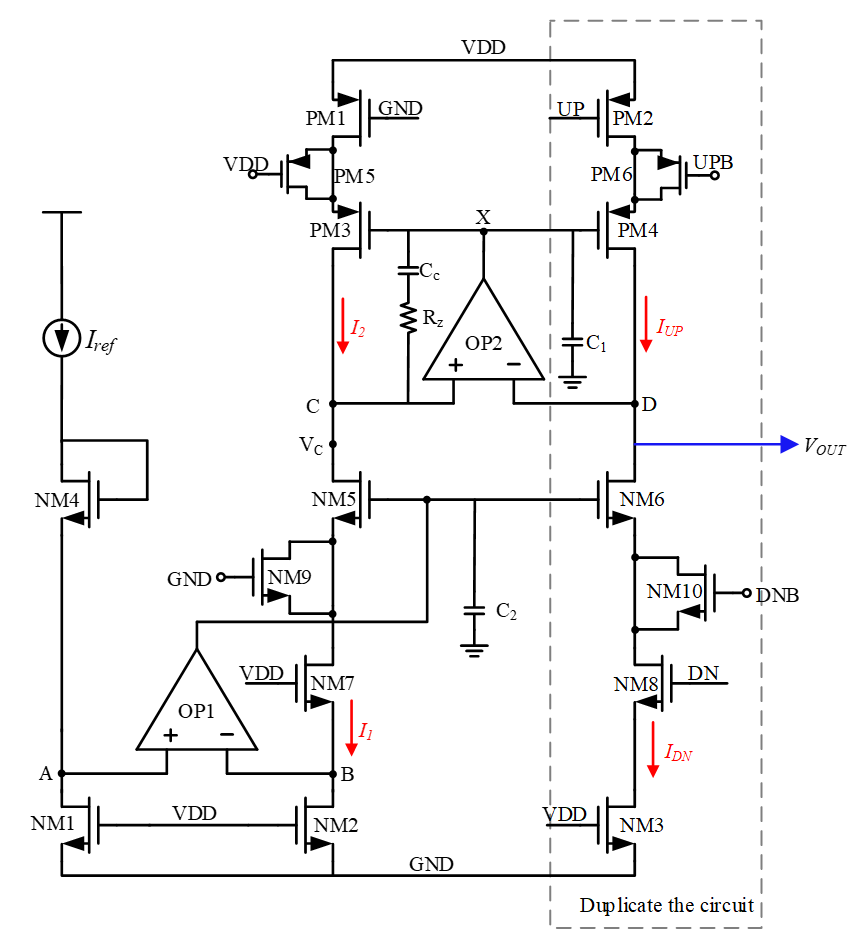 VDD
PM1
GND
UP
PM2
VDD
PM5
PM6
UPB
X
PM3
PM4
Cc
Rz
I2
OP2
+
−
C1
IUP
Iref
C
D
VC
VOUT
NM4
NM5
NM6
GND
NM9
NM10
DNB
C2
VDD
NM7
NM8
DN
OP1
+
−
I1
IDN
A
B
NM1
VDD
NM2
VDD
NM3
GND
Duplicate the circuit